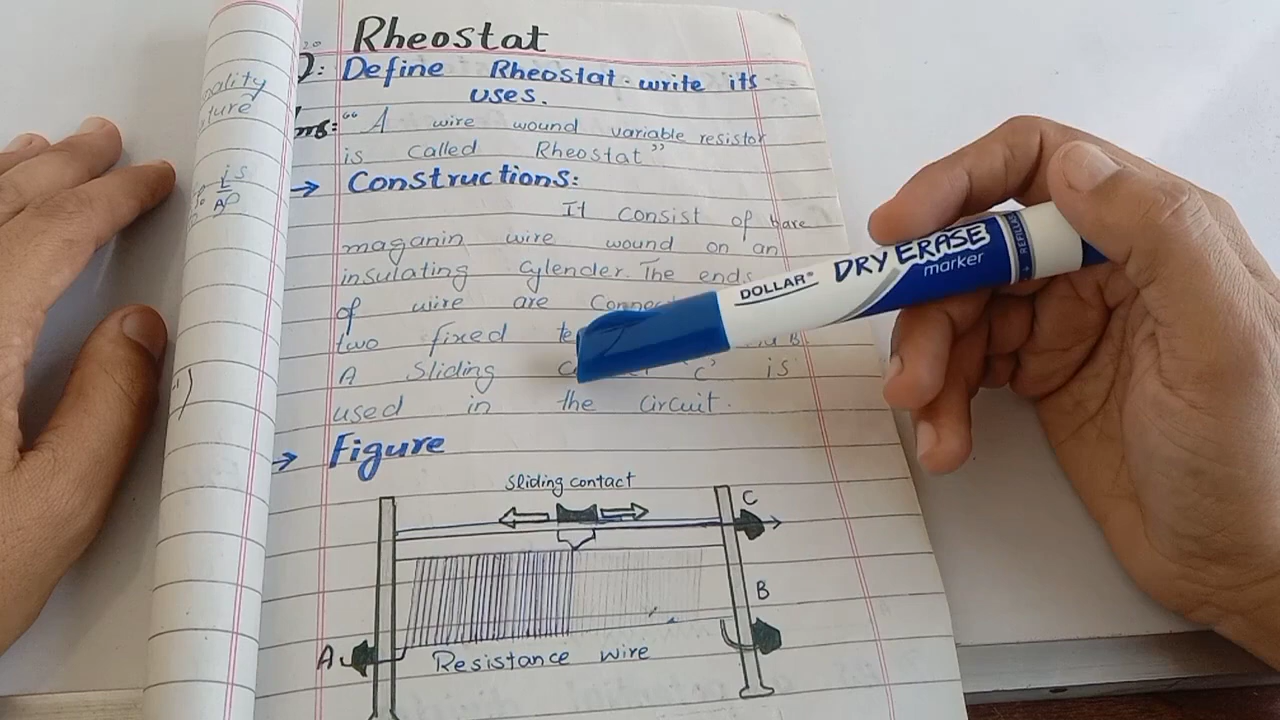 Rheostat
Define Rheostat. write its
uses.
Ans: "A wire wound variable resistor
is called Rheostat"
→ Constructions:
It consist of bare
maganin wire wound on an
insulating Cylender. The ends
of wire are
two fixed B
A Sliding 'C' is
used in the circuit.
→ Figure
Sliding contact
C
B
A
Resistance wire
DOLLAR® DRY ERASE
marker
REFILLABLE